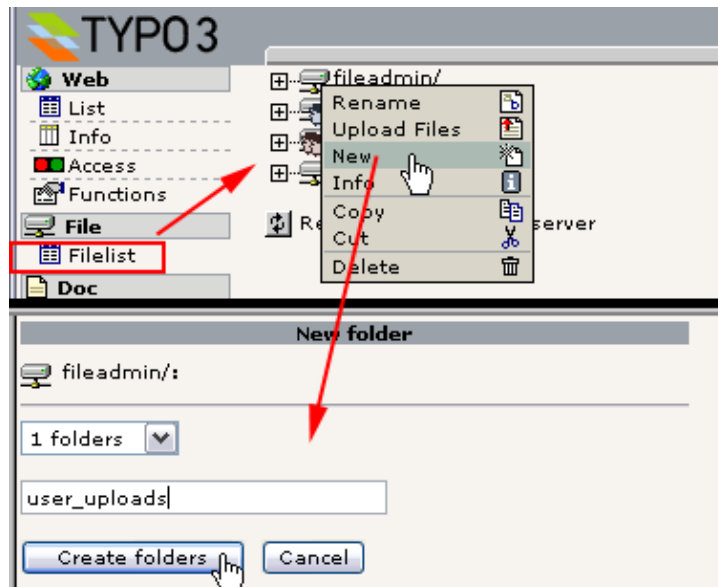 TYPO3
Web
List
Info
Access
Functions
File
Filelist
Doc
fileadmin/
Rename
Upload Files
New
Info
Copy
Cut
Delete
server
New folder
fileadmin/:
1 folders
user_uploads
Create folders
Cancel